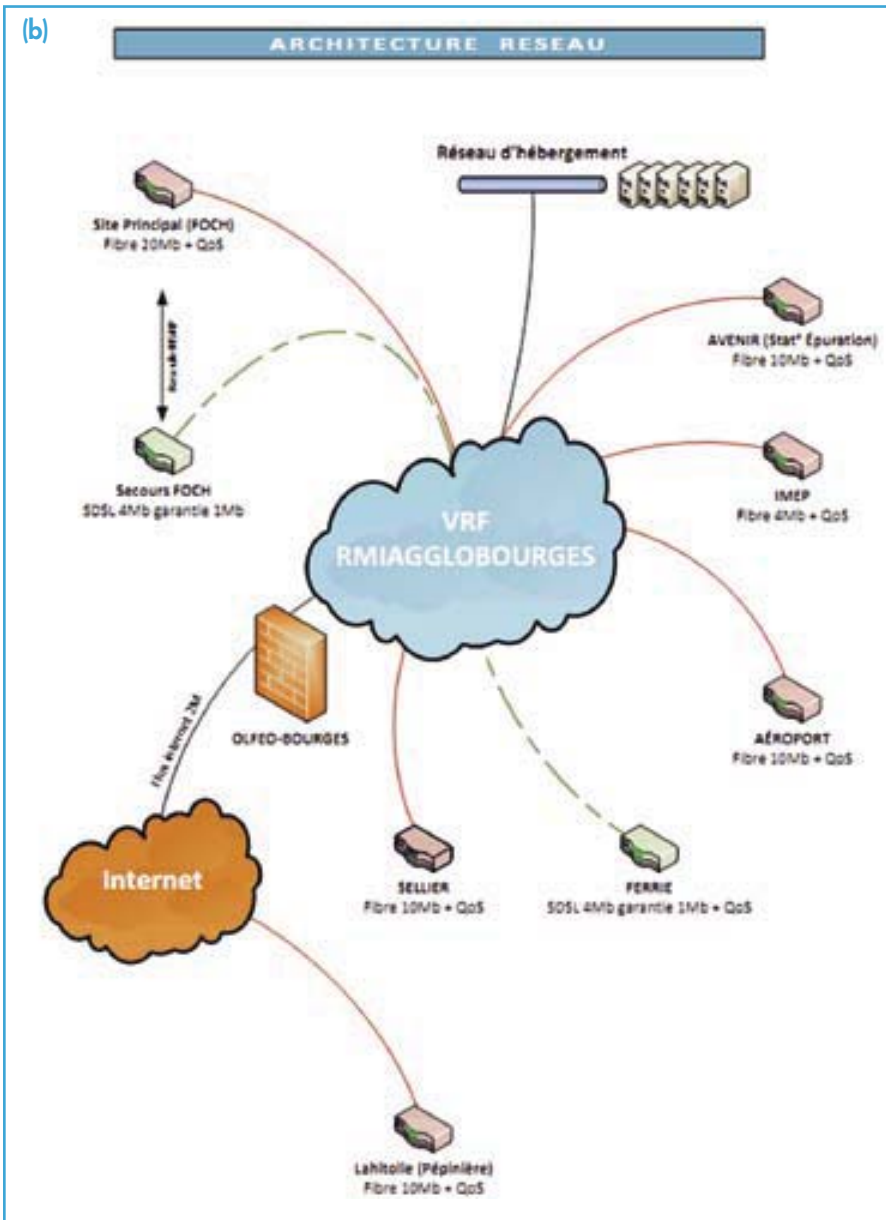 (b)
ARCHITECTURE RESEAU
Réseau d'hébergement
Site Principal (FOCH)
Fibre 20Mb + QoS
AVENIR (Stat° Épuration)
Fibre 10Mb + QoS
Secours FOCH
SDSL 4Mb garantie 1Mb
IMEP
Fibre 4Mb + QoS
VRF
RMIAGGLOBOURGES
OLFEO-BOURGES
AÉROPORT
Fibre 10Mb + QoS
internet 2M
Internet
SELLIER
Fibre 10Mb + QoS
FERRIE
SDSL 4Mb garantie 1Mb + QoS
Lahitolle (Pépinière)
Fibre 10Mb + QoS